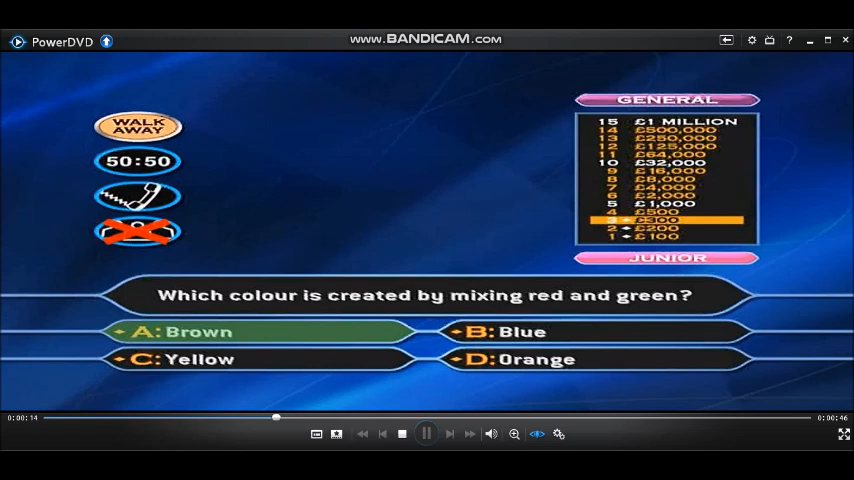 PowerDVD
www.BANDICAM.com
?
WALK AWAY
50:50
GENERAL
15 £1 MILLION
14 £500,000
13 £250,000
12 £125,000
11 £64,000
10 £32,000
9 £16,000
8 £8,000
7 £4,000
6 £2,000
5 £1,000
4 £500
3 £300
2 £200
1 £100
JUNIOR
Which colour is created by mixing red and green?
A: Brown
B: Blue
C: Yellow
D: Orange
0:00:14
0:00:46